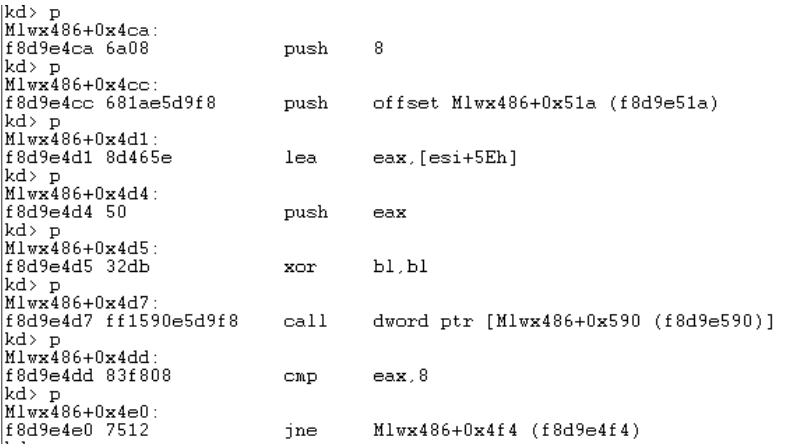 kd> p
Mlwx486+0x4ca:
f8d9e4ca 6a08 push 8
kd> p
Mlwx486+0x4cc:
f8d9e4cc 681ae5d9f8 push offset Mlwx486+0x51a (f8d9e51a)
kd> p
Mlwx486+0x4d1:
f8d9e4d1 8d465e lea eax,[esi+5Eh]
kd> p
Mlwx486+0x4d4:
f8d9e4d4 50 push eax
kd> p
Mlwx486+0x4d5:
f8d9e4d5 32db xor bl,bl
kd> p
Mlwx486+0x4d7:
f8d9e4d7 ff1590e5d9f8 call dword ptr [Mlwx486+0x590 (f8d9e590)]
kd> p
Mlwx486+0x4dd:
f8d9e4dd 83f808 cmp eax,8
kd> p
Mlwx486+0x4e0:
f8d9e4e0 7512 jne Mlwx486+0x4f4 (f8d9e4f4)